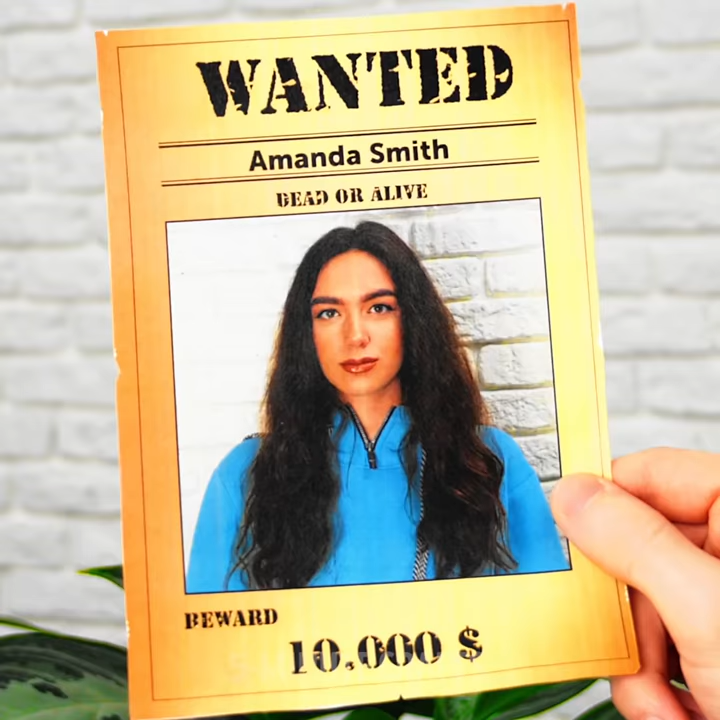 WANTED
Amanda Smith
DEAD OR ALIVE
REWARD
10.000 $